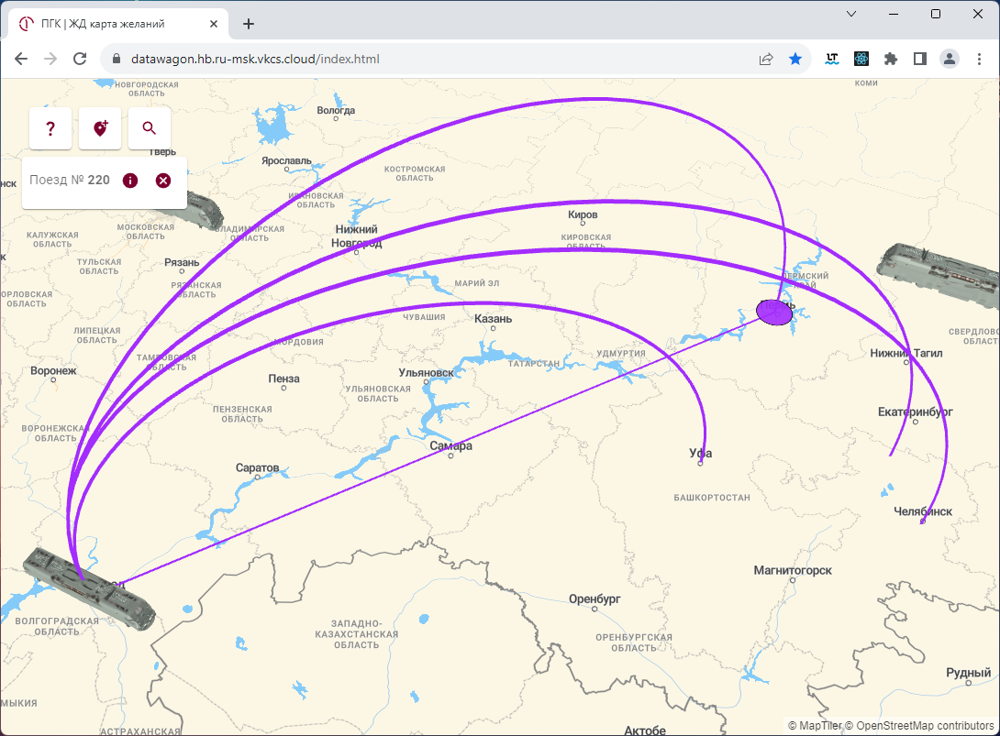 ПГК | ЖД карта желаний
datawagon.hb.ru-msk.vkcs.cloud/index.html
LT
НОВГОРОДСКАЯ
ОБЛАСТЬ
КОМИ
Вологда
?
Тверь
Ярославль
КОСТРОМСКАЯ
ОБЛАСТЬ
Поезд № 220
ИВАНОВСКАЯ
ОБЛАСТЬ
Киров
МОСКОВСКАЯ
ОБЛАСТЬ
ВЛАДИМИРСКАЯ
ОБЛАСТЬ
Нижний
Новгород
КАЛУЖСКАЯ
ОБЛАСТЬ
КИРОВСКАЯ
ОБЛАСТЬ
ТУЛЬСКАЯ
ОБЛАСТЬ
Рязань
ПЕРМСКИЙ
КРАЙ
РЯЗАНСКАЯ
ОБЛАСТЬ
МАРИЙ ЭЛ
ОРЛОВСКАЯ
ОБЛАСТЬ
ЧУВАШИЯ
Казань
ЛИПЕЦКАЯ
ОБЛАСТЬ
МОРДОВИЯ
СВЕРДЛОВСКАЯ
ОБЛАСТЬ
ТАМБОВСКАЯ
ОБЛАСТЬ
УДМУРТИЯ
Нижний Тагил
ТАТАРСТАН
Воронеж
Пенза
Ульяновск
УЛЬЯНОВСКАЯ
ОБЛАСТЬ
ПЕНЗЕНСКАЯ
ОБЛАСТЬ
Екатеринбург
ВОРОНЕЖСКАЯ
ОБЛАСТЬ
Самара
Уфа
Саратов
БАШКОРТОСТАН
Челябинск
Магнитогорск
Оренбург
ВОЛГОГРАДСКАЯ
ОБЛАСТЬ
ЗАПАДНО-
КАЗАХСТАНСКАЯ
ОБЛАСТЬ
ОРЕНБУРГСКАЯ
ОБЛАСТЬ
Рудный
МЫКИЯ
АСТРАХАНСКАЯ
Актобе
© MapTiler © OpenStreetMap contributors